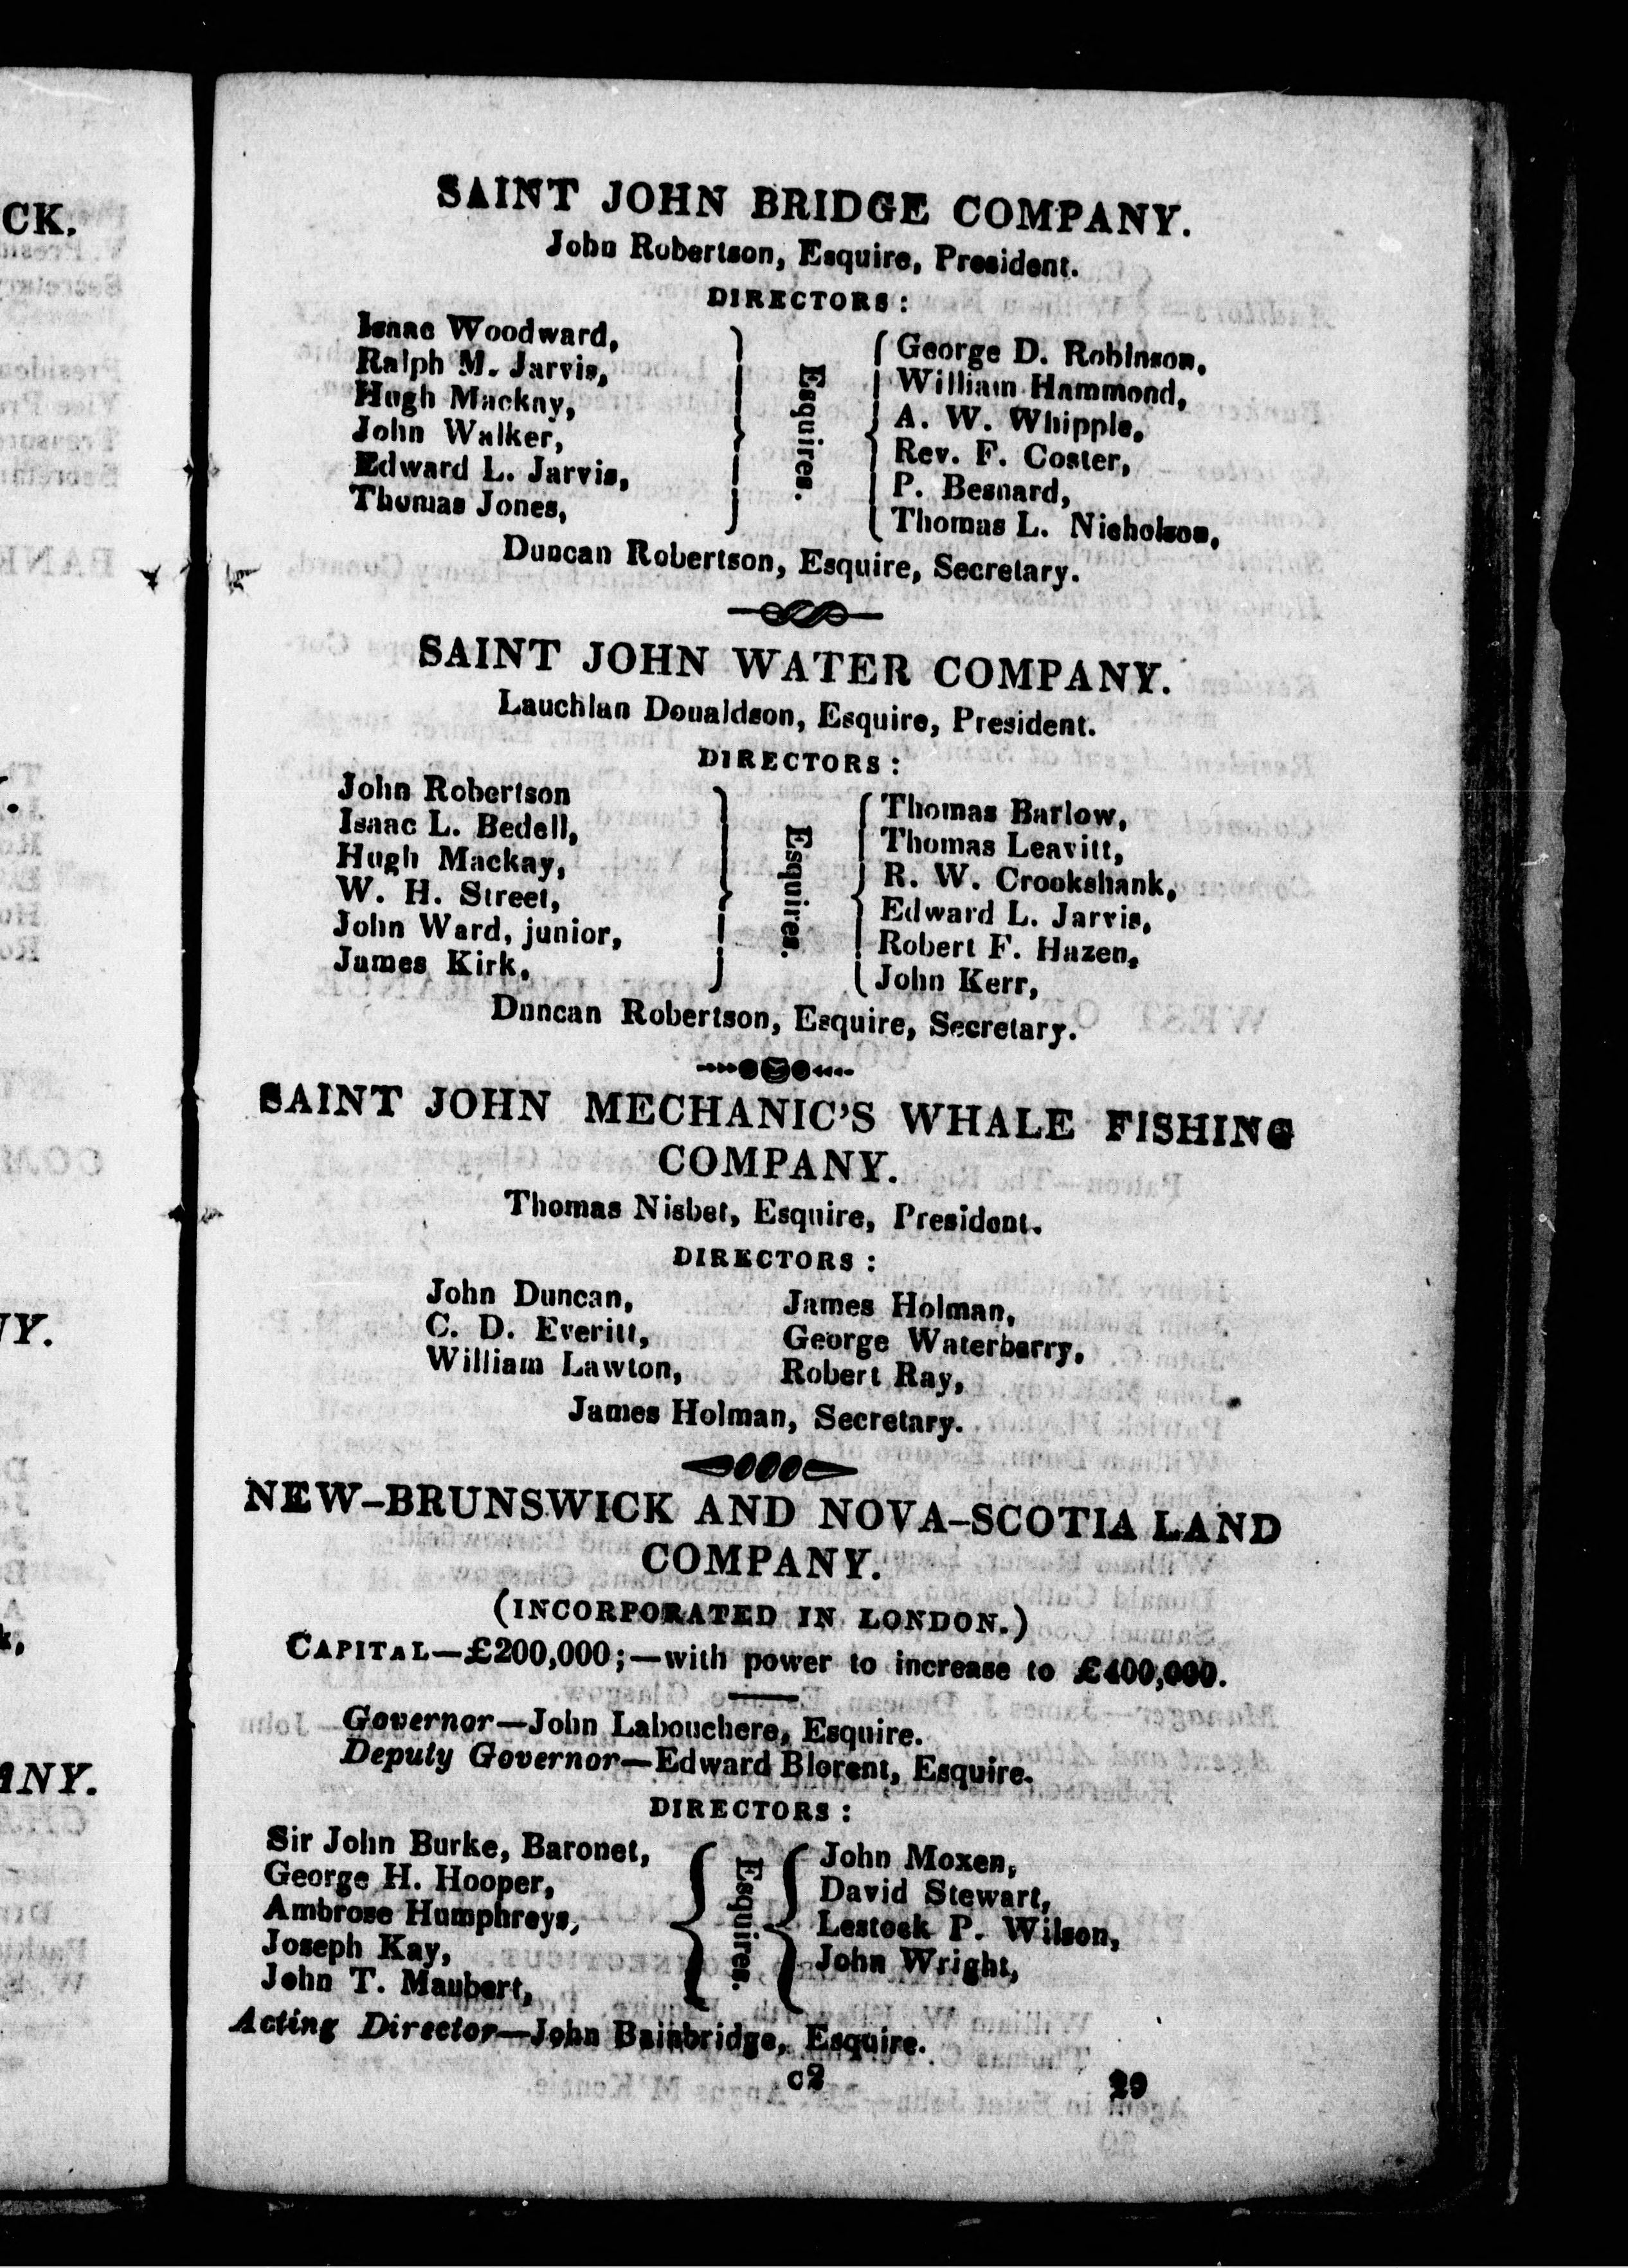 SAINT JOHN BRIDGE COMPANY.
John Robertson, Esquire, President.
DIRECTORS:
Isaac Woodward,
Ralph M. Jarvis,
Hugh Mackay,
John Walker,
Edward L. Jarvis,
Thomas Jones,
Esquires.
George D. Robinson,
William Hammond,
A. W. Whipple,
Rev. F. Coster,
P. Besnard,
Thomas L. Nicholson,
Duncan Robertson, Esquire, Secretary.
SAINT JOHN WATER COMPANY.
Lauchlan Donaldson, Esquire, President.
DIRECTORS:
John Robertson
Isaac L. Bedell,
Hugh Mackay,
W. H. Street,
John Ward, junior,
James Kirk,
Esquires.
Thomas Barlow,
Thomas Leavitt,
R. W. Crookshank,
Edward L. Jarvis,
Robert F. Hazen,
John Kerr,
Duncan Robertson, Esquire, Secretary.
SAINT JOHN MECHANIC'S WHALE FISHING
COMPANY.
Thomas Nisbet, Esquire, President.
DIRECTORS:
John Duncan,
C. D. Everitt,
William Lawton,
James Holman,
George Waterberry,
Robert Ray,
James Holman, Secretary.
NEW-BRUNSWICK AND NOVA-SCOTIA LAND
COMPANY.
(INCORPORATED IN LONDON.)
CAPITAL—£200,000;—with power to increase to £400,000.
Governor—John Labouchere, Esquire.
Deputy Governor—Edward Blorent, Esquire.
DIRECTORS:
Sir John Burke, Baronet,
George H. Hooper,
Ambrose Humphreys,
Joseph Kay,
John T. Maubert,
Esquires.
John Moxen,
David Stewart,
Lestock P. Wilson,
John Wright,
Acting Director—John Bainbridge, Esquire.
c2 29